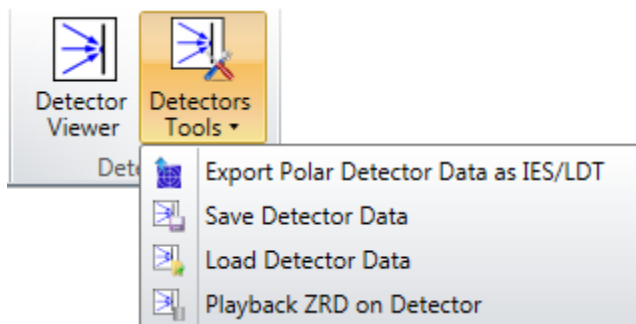 Detector
Viewer
Detectors
Tools
Dete
Export Polar Detector Data as IES/LDT
Save Detector Data
Load Detector Data
Playback ZRD on Detector